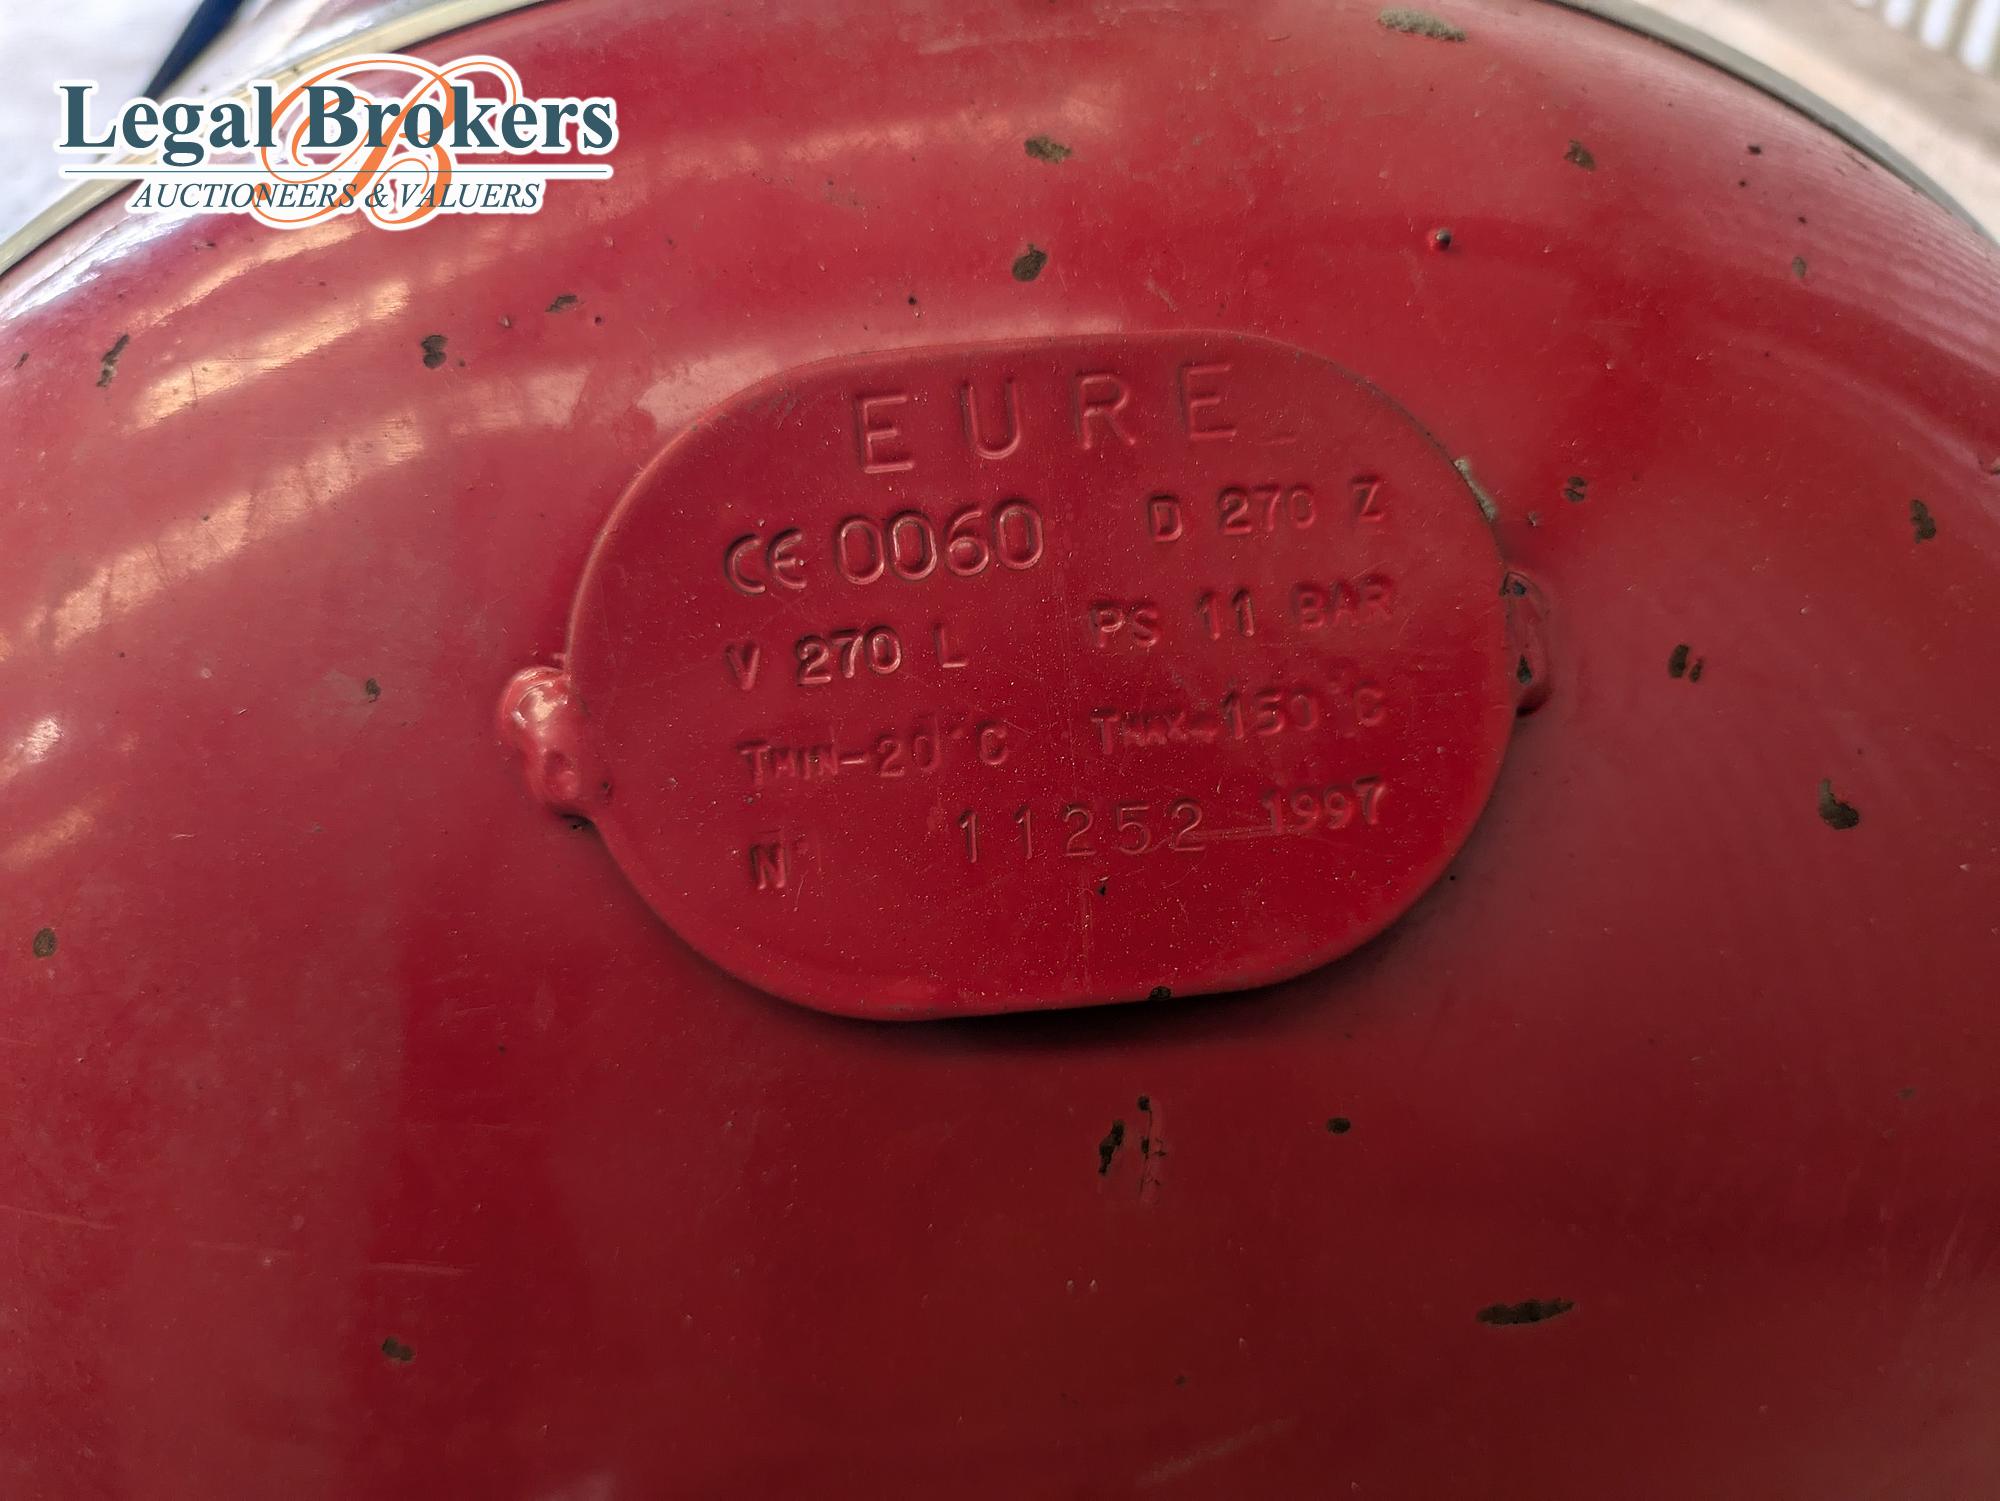 Legal Brokers
AUCTIONEERS & VALUERS
EURE
CE 0060 D 270 Z
V 270 L PS 11 BAR
TMIN-20°C TMAX-150°C
N° 11252 1997